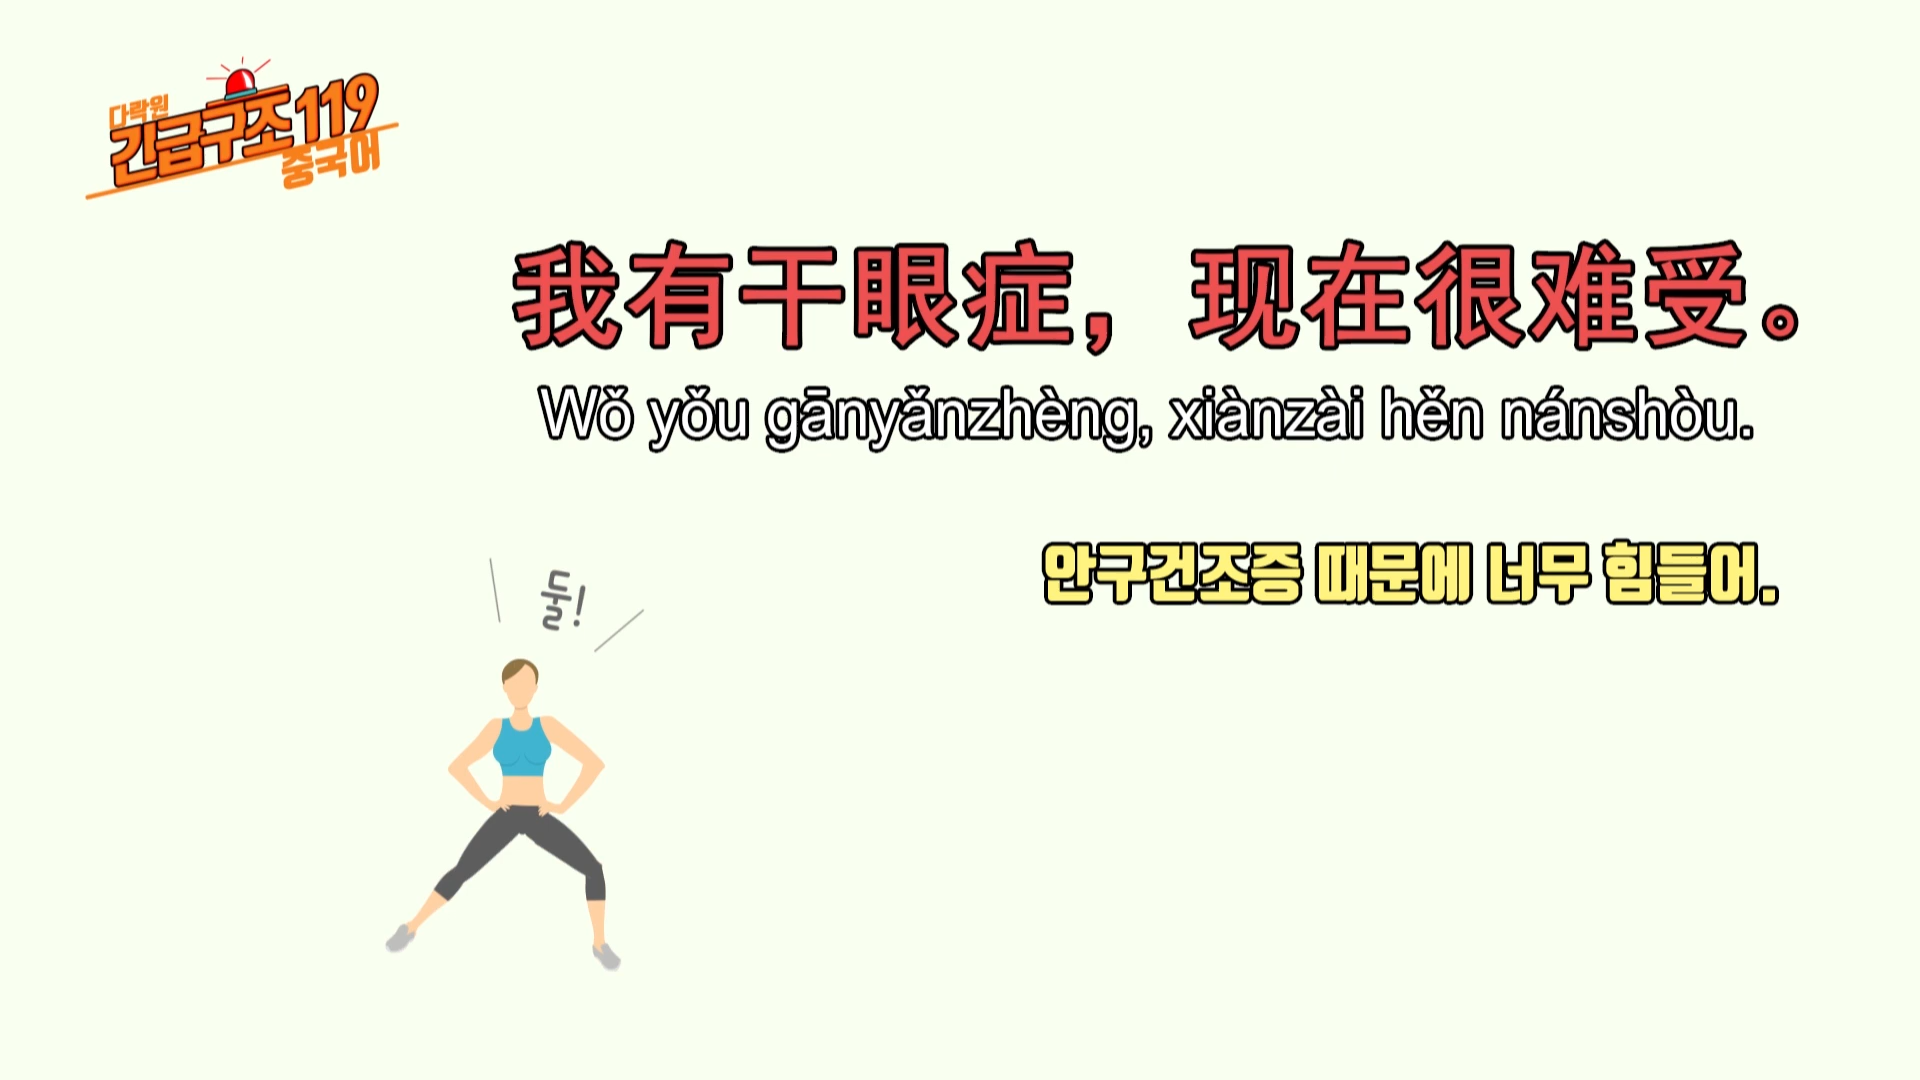 다락원
긴급구조119
중국어
我有干眼症，现在很难受。
Wǒ yǒu gānyǎnzhèng, xiànzài hěn nánshòu.
안구건조증 때문에 너무 힘들어.
둘!